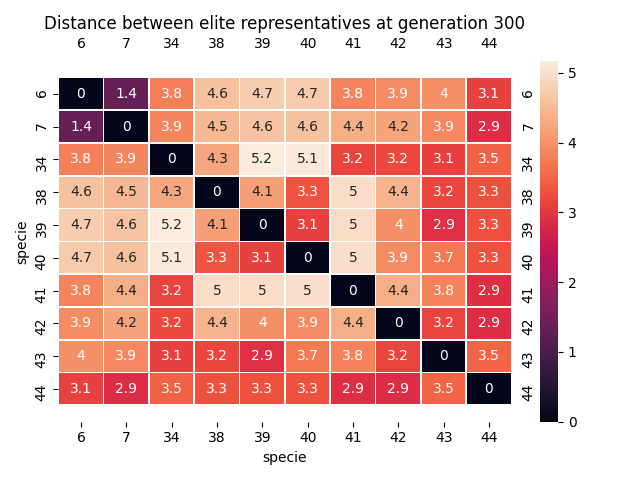 Distance between elite representatives at generation 300
6 7 34 38 39 40 41 42 43 44
6 0 1.4 3.8 4.6 4.7 4.7 3.8 3.9 4 3.1 6
7 1.4 0 3.9 4.5 4.6 4.6 4.4 4.2 3.9 2.9 7
34 3.8 3.9 0 4.3 5.2 5.1 3.2 3.2 3.1 3.5 34
38 4.6 4.5 4.3 0 4.1 3.3 5 4.4 3.2 3.3 38
39 4.7 4.6 5.2 4.1 0 3.1 5 4 2.9 3.3 39
40 4.7 4.6 5.1 3.3 3.1 0 5 3.9 3.7 3.3 40
41 3.8 4.4 3.2 5 5 5 0 4.4 3.8 2.9 41
42 3.9 4.2 3.2 4.4 4 3.9 4.4 0 3.2 2.9 42
43 4 3.9 3.1 3.2 2.9 3.7 3.8 3.2 0 3.5 43
44 3.1 2.9 3.5 3.3 3.3 3.3 2.9 2.9 3.5 0 44
6 7 34 38 39 40 41 42 43 44
specie
specie
5
4
3
2
1
0